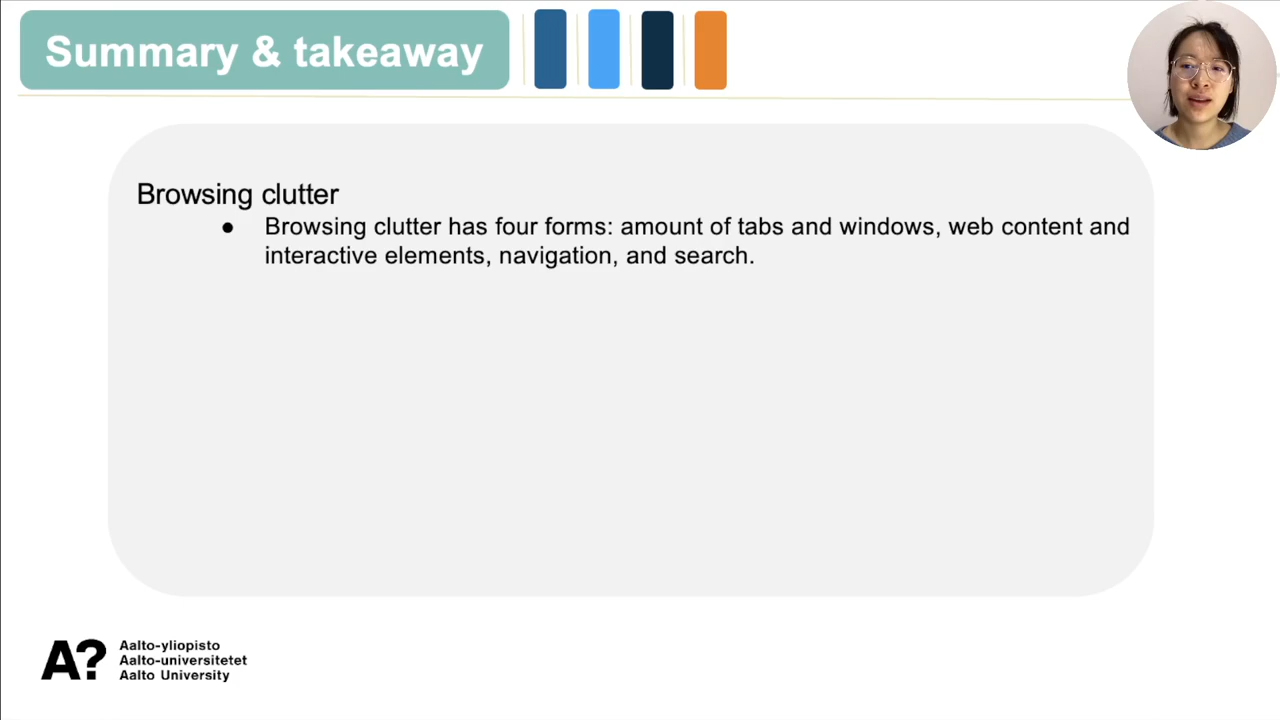 Summary & takeaway
Browsing clutter
● Browsing clutter has four forms: amount of tabs and windows, web content and
interactive elements, navigation, and search.
A?
Aalto-yliopisto
Aalto-universitetet
Aalto University